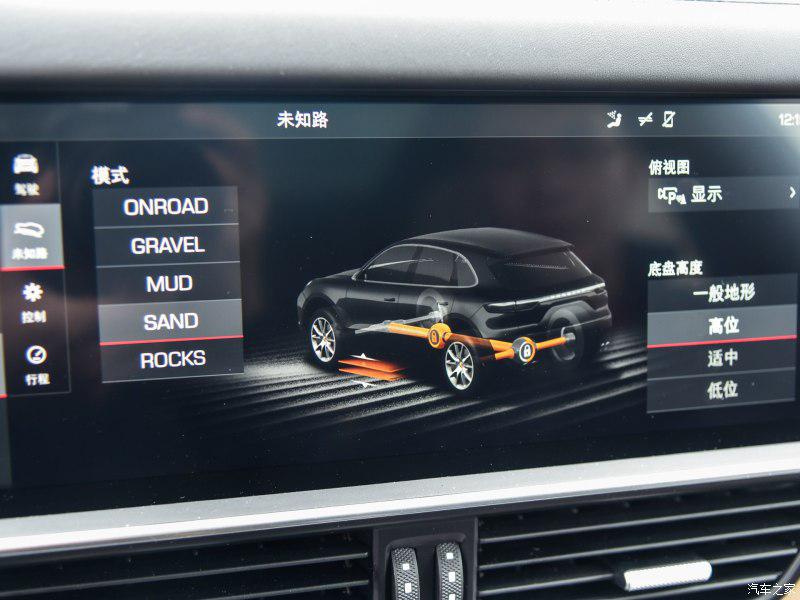 未知路
12:1
驾驶
未知路
控制
行程
模式
ONROAD
GRAVEL
MUD
SAND
ROCKS
俯视图
显示
底盘高度
一般地形
高位
适中
低位
汽车之家